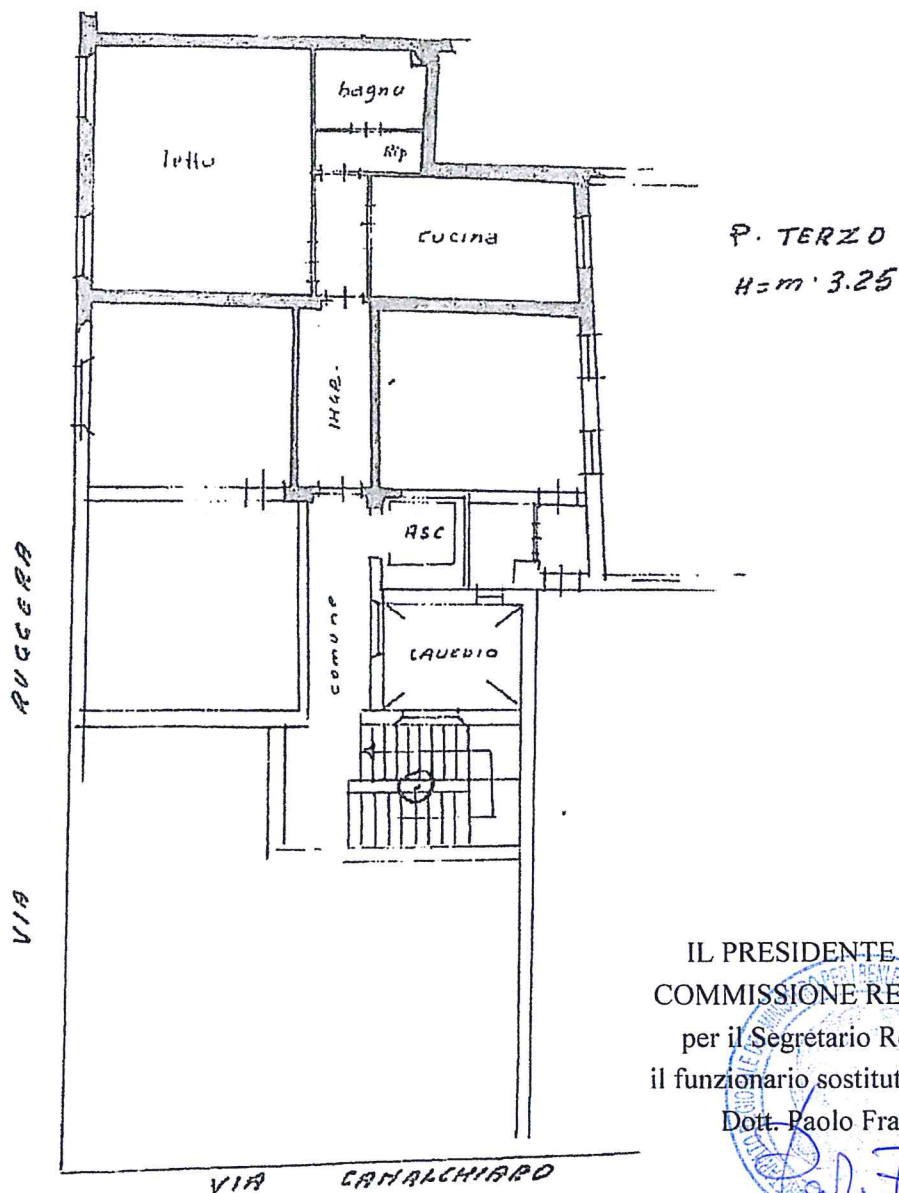 bagno
letto
Rip
cucina
P. TERZO
H=m. 3.25
INGR.
ASC
comune
CAVEDIO
VIA RUGGERA
IL PRESIDENTE
COMMISSIONE RE
per il Segretario R
il funzionario sostitut
Dott. Paolo Fra
VIA CANALCHIARO